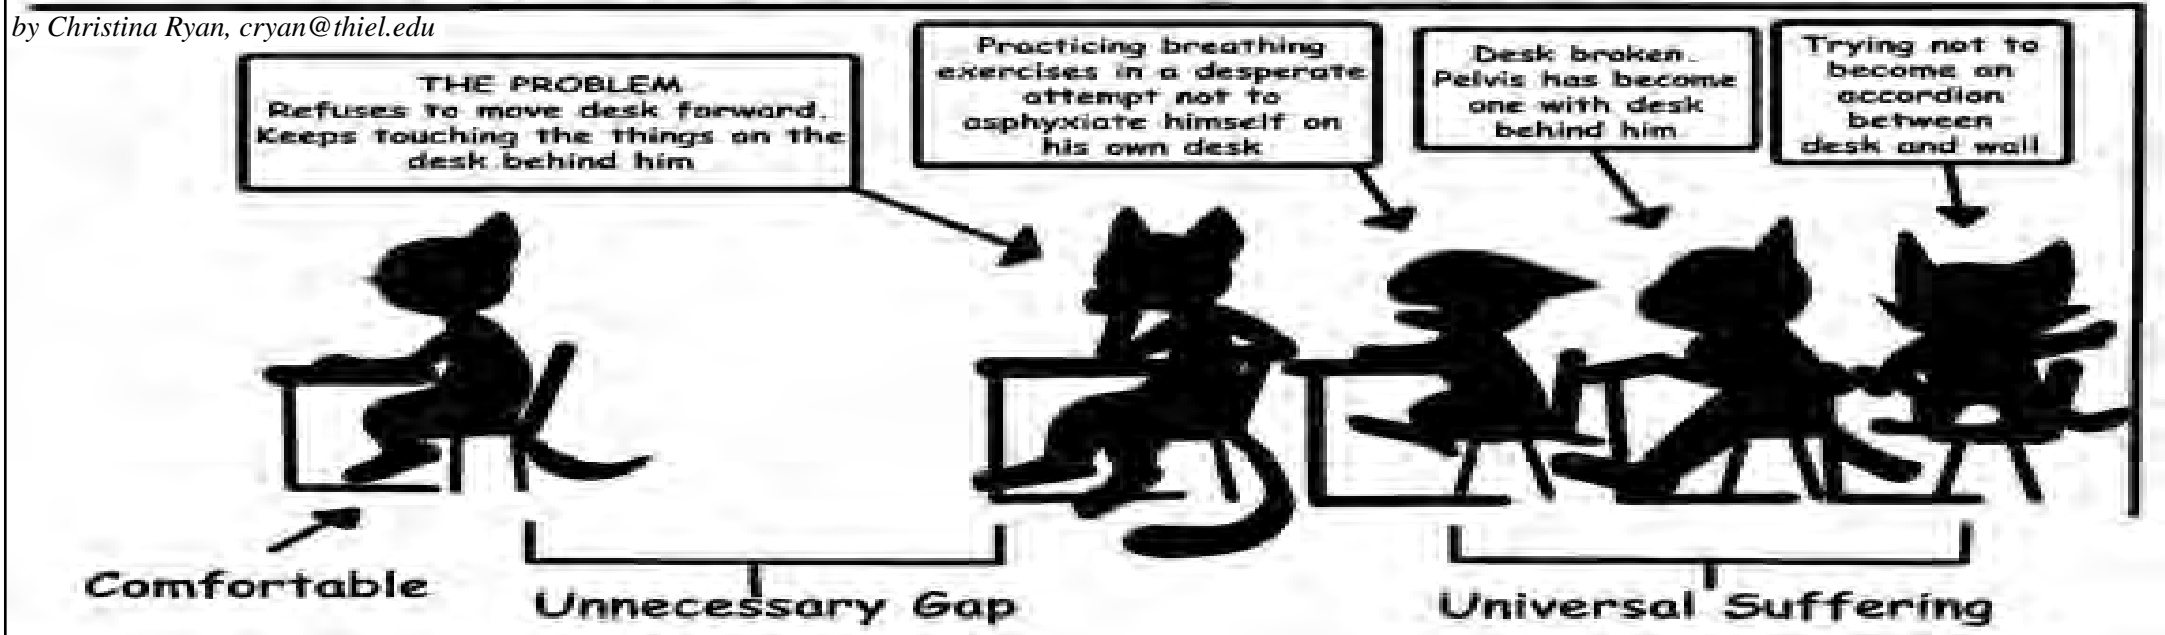 by Christina Ryan, cryan@thiel.edu
THE PROBLEM
Refuses to move desk forward.
Keeps touching the things on the
desk behind him
Practicing breathing
exercises in a desperate
attempt not to
asphyxiate himself on
his own desk
Desk broken.
Pelvis has become
one with desk
behind him
Trying not to
become an
accordion
between
desk and wall
Comfortable
Unnecessary Gap
Universal Suffering